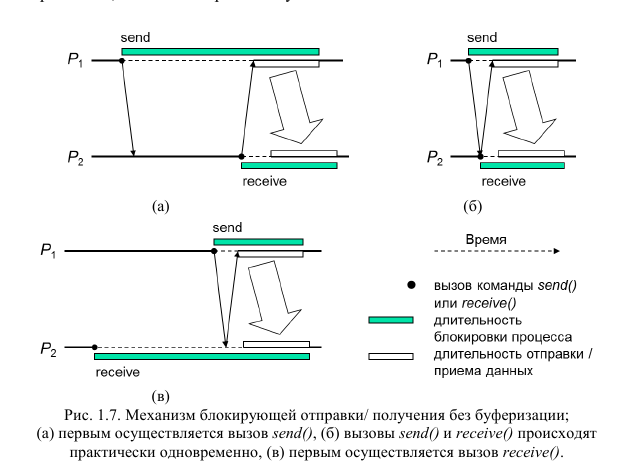 send
P1
P2
receive
(а)
send
P1
P2
receive
(б)
send
P1
P2
receive
(в)
Время
вызов команды send()
или receive()
длительность
блокировки процесса
длительность отправки /
приема данных
Рис. 1.7. Механизм блокирующей отправки/ получения без буферизации;
(а) первым осуществляется вызов send(), (б) вызовы send() и receive() происходят
практически одновременно, (в) первым осуществляется вызов receive().